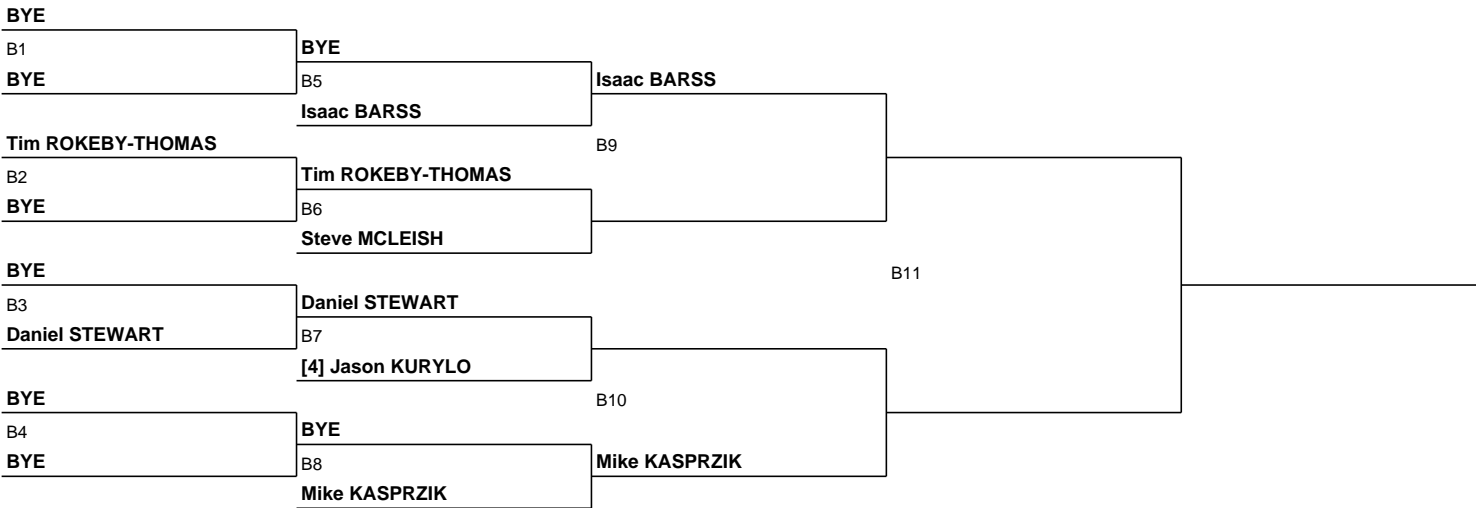 BYE
B1
BYE
BYE
B5
Isaac BARSS
Isaac BARSS
Tim ROKEBY-THOMAS
B9
B2
Tim ROKEBY-THOMAS
BYE
B6
Steve MCLEISH
BYE
B11
B3
Daniel STEWART
Daniel STEWART
B7
[4] Jason KURYLO
BYE
B10
B4
BYE
BYE
B8
Mike KASPRZIK
Mike KASPRZIK